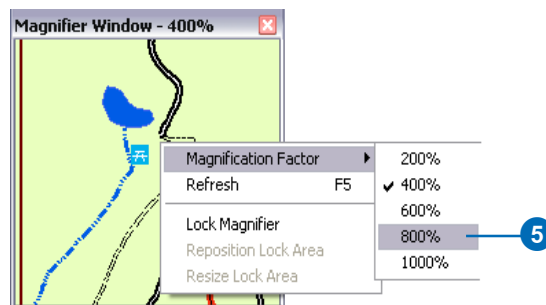 Magnifier Window - 400%
Magnification Factor
200%
Refresh F5
400%
600%
Lock Magnifier
800%
5
Reposition Lock Area
1000%
Resize Lock Area